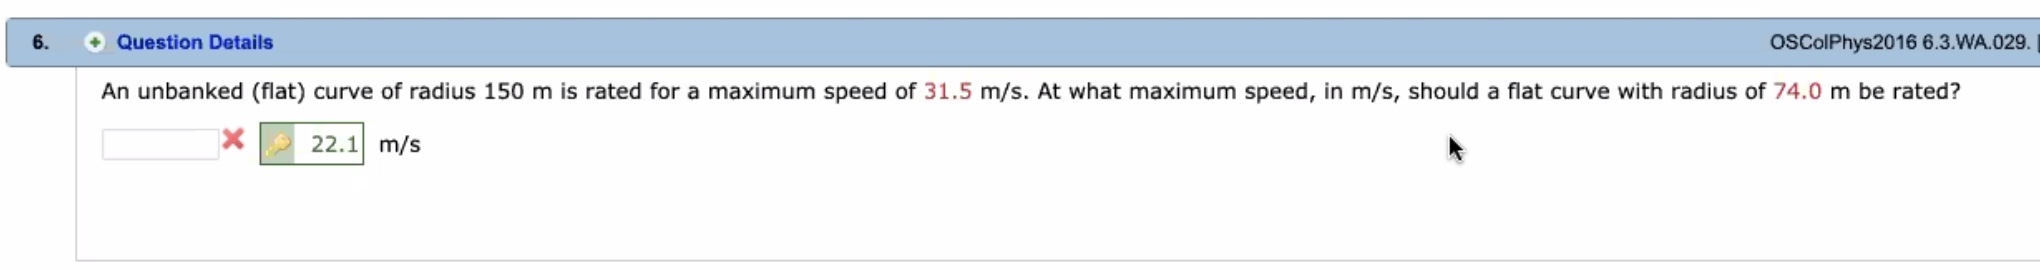 6. Question Details OSColPhys2016 6.3.WA.029.
An unbanked (flat) curve of radius 150 m is rated for a maximum speed of 31.5 m/s. At what maximum speed, in m/s, should a flat curve with radius of 74.0 m be rated?
22.1 m/s